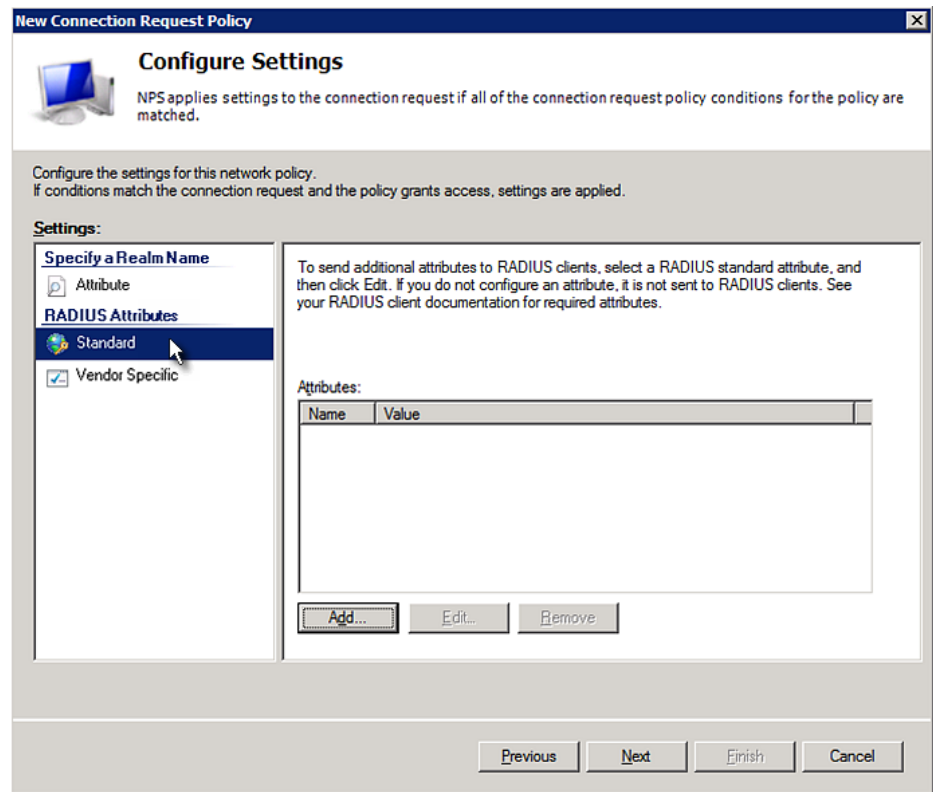 New Connection Request Policy
Configure Settings
NPS applies settings to the connection request if all of the connection request policy conditions for the policy are
matched.
Configure the settings for this network policy.
If conditions match the connection request and the policy grants access, settings are applied.
Settings:
Specify a Realm Name
Attribute
RADIUS Attributes
Standard
Vendor Specific
To send additional attributes to RADIUS clients, select a RADIUS standard attribute, and
then click Edit. If you do not configure an attribute, it is not sent to RADIUS clients. See
your RADIUS client documentation for required attributes.
Attributes:
Name Value
Add... Edit... Remove
Previous Next Finish Cancel